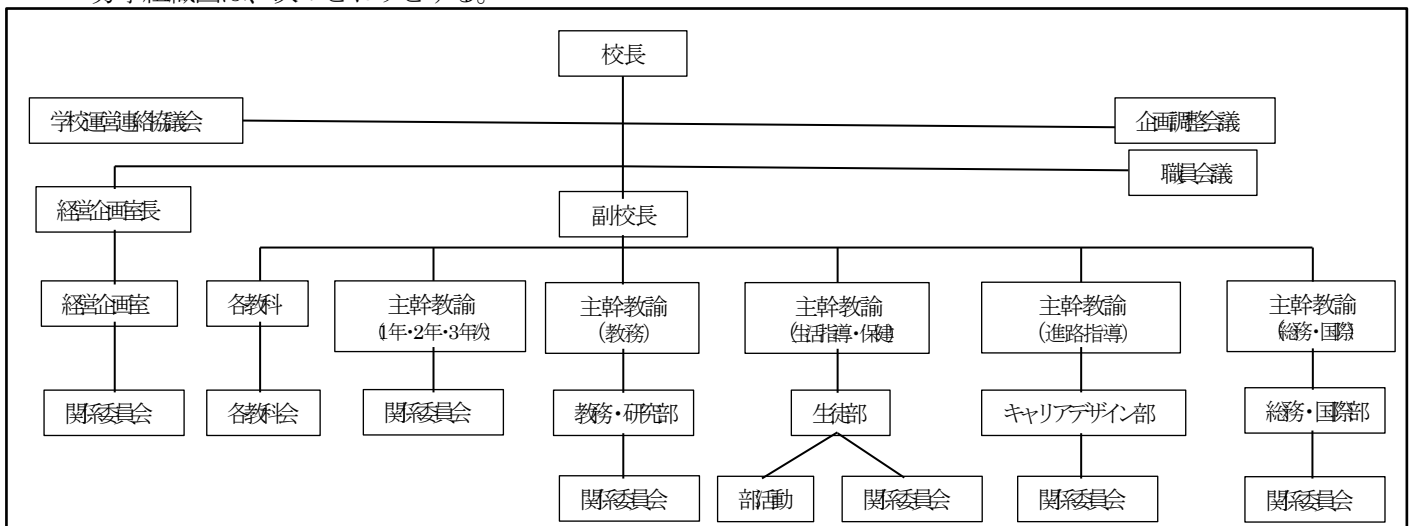 校長
学校運営連絡協議会
企画調整会議
職員会議
経営企画室長
副校長
経営企画室
各教科
主幹教諭
(1年・2年・3年次)
主幹教諭
(教務)
主幹教諭
(生活指導・保健)
主幹教諭
(進路指導)
主幹教諭
(総務・国際)
関係委員会
各教科会
関係委員会
教務・研究部
生徒部
キャリアデザイン部
総務・国際部
関係委員会
部活動
関係委員会
関係委員会
関係委員会